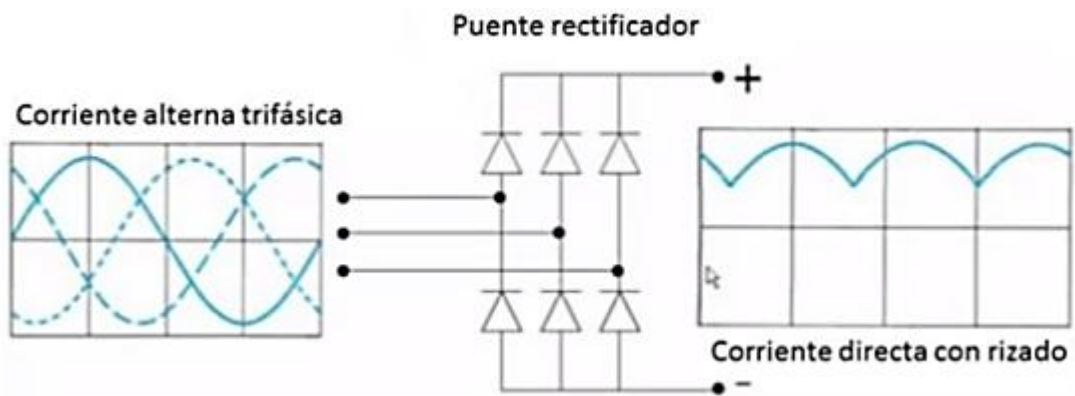 Puente rectificador
+
Corriente alterna trifásica
Corriente directa con rizado
-